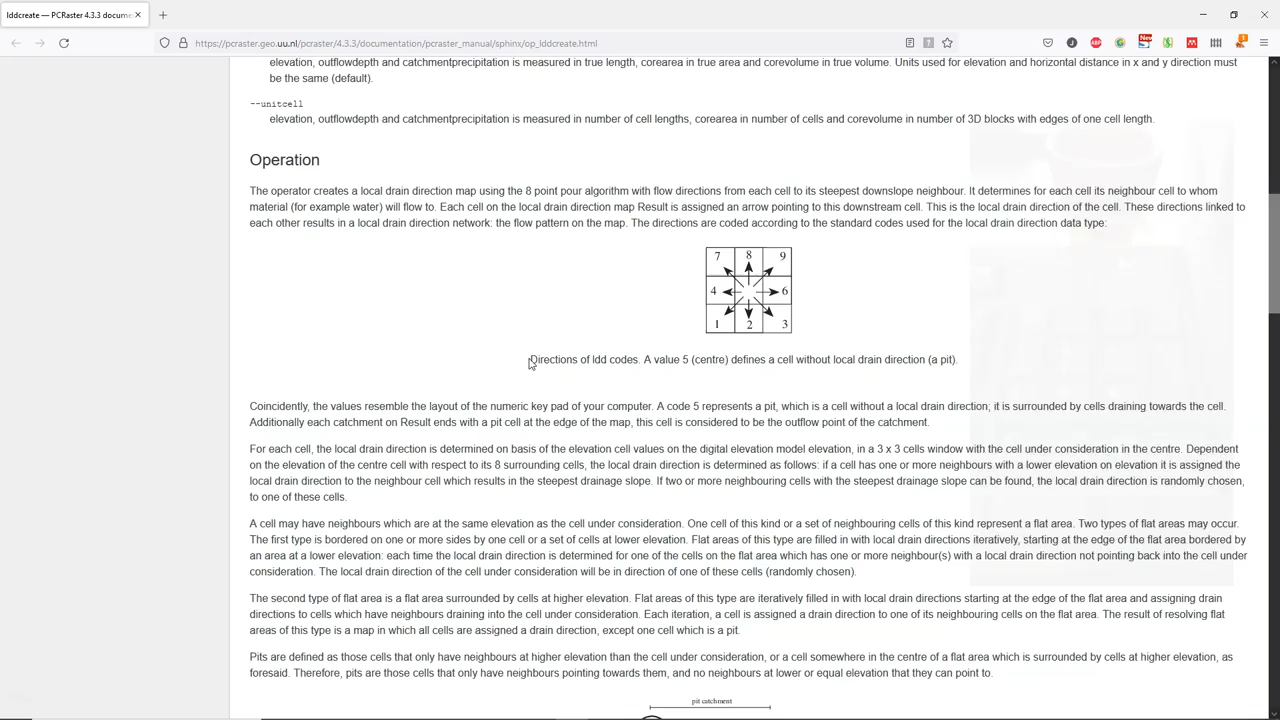 lddcreate — PCRaster 4.3.3 docume
https://pcraster.geo.uu.nl/pcraster/4.3.3/documentation/pcraster_manual/sphinx/op_lddcreate.html
elevation, outflowdepth and catchmentprecipitation is measured in true length, corearea in true area and corevolume in true volume. Units used for elevation and horizontal distance in x and y direction must
be the same (default).
--unitcell
elevation, outflowdepth and catchmentprecipitation is measured in number of cell lengths, corearea in number of cells and corevolume in number of 3D blocks with edges of one cell length.
Operation
The operator creates a local drain direction map using the 8 point pour algorithm with flow directions from each cell to its steepest downslope neighbour. It determines for each cell its neighbour cell to whom
material (for example water) will flow to. Each cell on the local drain direction map Result is assigned an arrow pointing to this downstream cell. This is the local drain direction of the cell. These directions linked to
each other results in a local drain direction network: the flow pattern on the map. The directions are coded according to the standard codes used for the local drain direction data type:
7 8 9
4 6
1 2 3
Directions of ldd codes. A value 5 (centre) defines a cell without local drain direction (a pit).
Coincidently, the values resemble the layout of the numeric key pad of your computer. A code 5 represents a pit, which is a cell without a local drain direction; it is surrounded by cells draining towards the cell.
Additionally each catchment on Result ends with a pit cell at the edge of the map, this cell is considered to be the outflow point of the catchment.
For each cell, the local drain direction is determined on basis of the elevation cell values on the digital elevation model elevation, in a 3 x 3 cells window with the cell under consideration in the centre. Dependent
on the elevation of the centre cell with respect to its 8 surrounding cells, the local drain direction is determined as follows: if a cell has one or more neighbours with a lower elevation on elevation it is assigned the
local drain direction to the neighbour cell which results in the steepest drainage slope. If two or more neighbouring cells with the steepest drainage slope can be found, the local drain direction is randomly chosen,
to one of these cells.
A cell may have neighbours which are at the same elevation as the cell under consideration. One cell of this kind or a set of neighbouring cells of this kind represent a flat area. Two types of flat areas may occur.
The first type is bordered on one or more sides by one cell or a set of cells at lower elevation. Flat areas of this type are filled in with local drain directions iteratively, starting at the edge of the flat area bordered by
an area at a lower elevation: each time the local drain direction is determined for one of the cells on the flat area which has one or more neighbour(s) with a local drain direction not pointing back into the cell under
consideration. The local drain direction of the cell under consideration will be in direction of one of these cells (randomly chosen).
The second type of flat area is a flat area surrounded by cells at higher elevation. Flat areas of this type are iteratively filled in with local drain directions starting at the edge of the flat area and assigning drain
directions to cells which have neighbours draining into the cell under consideration. Each iteration, a cell is assigned a drain direction to one of its neighbouring cells on the flat area. The result of resolving flat
areas of this type is a map in which all cells are assigned a drain direction, except one cell which is a pit.
Pits are defined as those cells that only have neighbours at higher elevation than the cell under consideration, or a cell somewhere in the centre of a flat area which is surrounded by cells at higher elevation, as
foresaid. Therefore, pits are those cells that only have neighbours pointing towards them, and no neighbours at lower or equal elevation that they can point to.
pit catchment